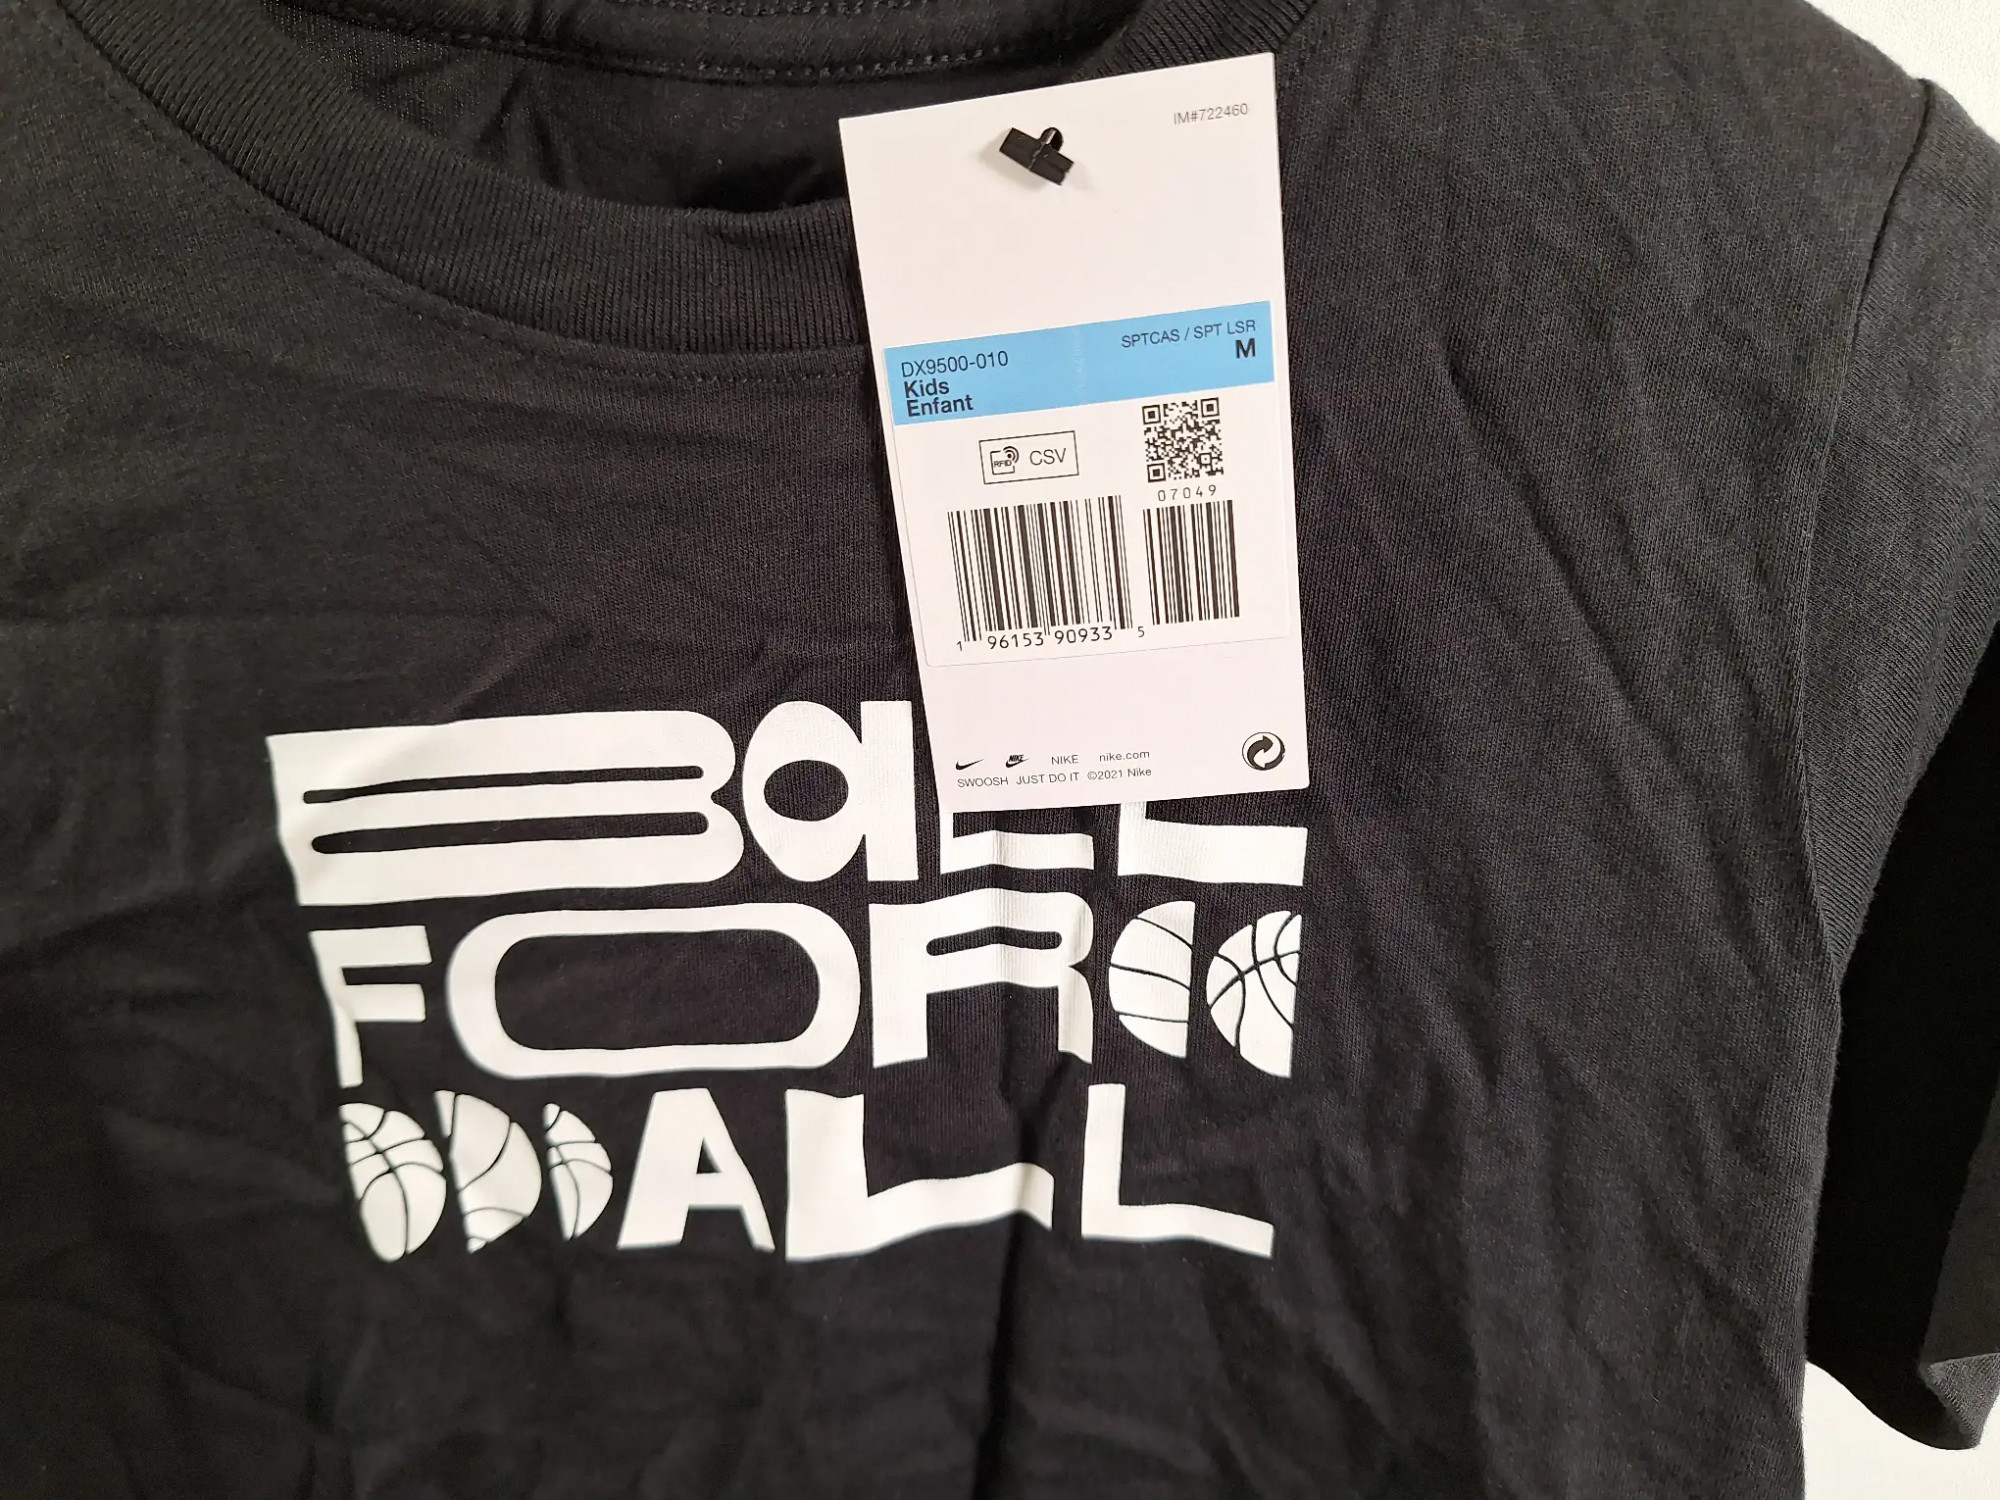 IM#722460
SPTCAS / SPT LSR
DX9500-010
M
Kids
Enfant
RFID CSV
07049
1 96153 90933 5
NIKE nike.com
SWOOSH JUST DO IT ©2021 Nike
BaLL
FOR
ALL